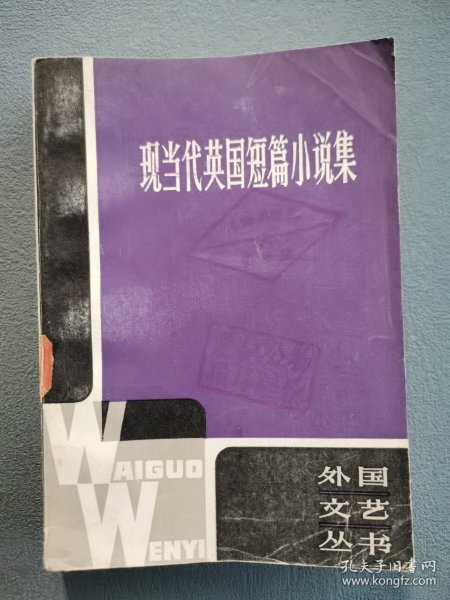 现当代英国短篇小说集
WAIGUO
WENYI
外国
文艺
丛书
孔夫子旧书网
www.kongfz.com